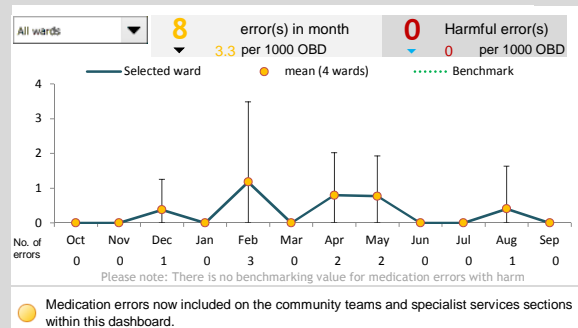 All wards
8 error(s) in month
3.3 per 1000 OBD
0 Harmful error(s)
0 per 1000 OBD
Selected ward mean (4 wards) Benchmark
4
3
2
1
0
Oct Nov Dec Jan Feb Mar Apr May Jun Jul Aug Sep
No. of errors 0 0 1 0 3 0 2 2 0 0 1 0
Please note: There is no benchmarking value for medication errors with harm
Medication errors now included on the community teams and specialist services sections
within this dashboard.